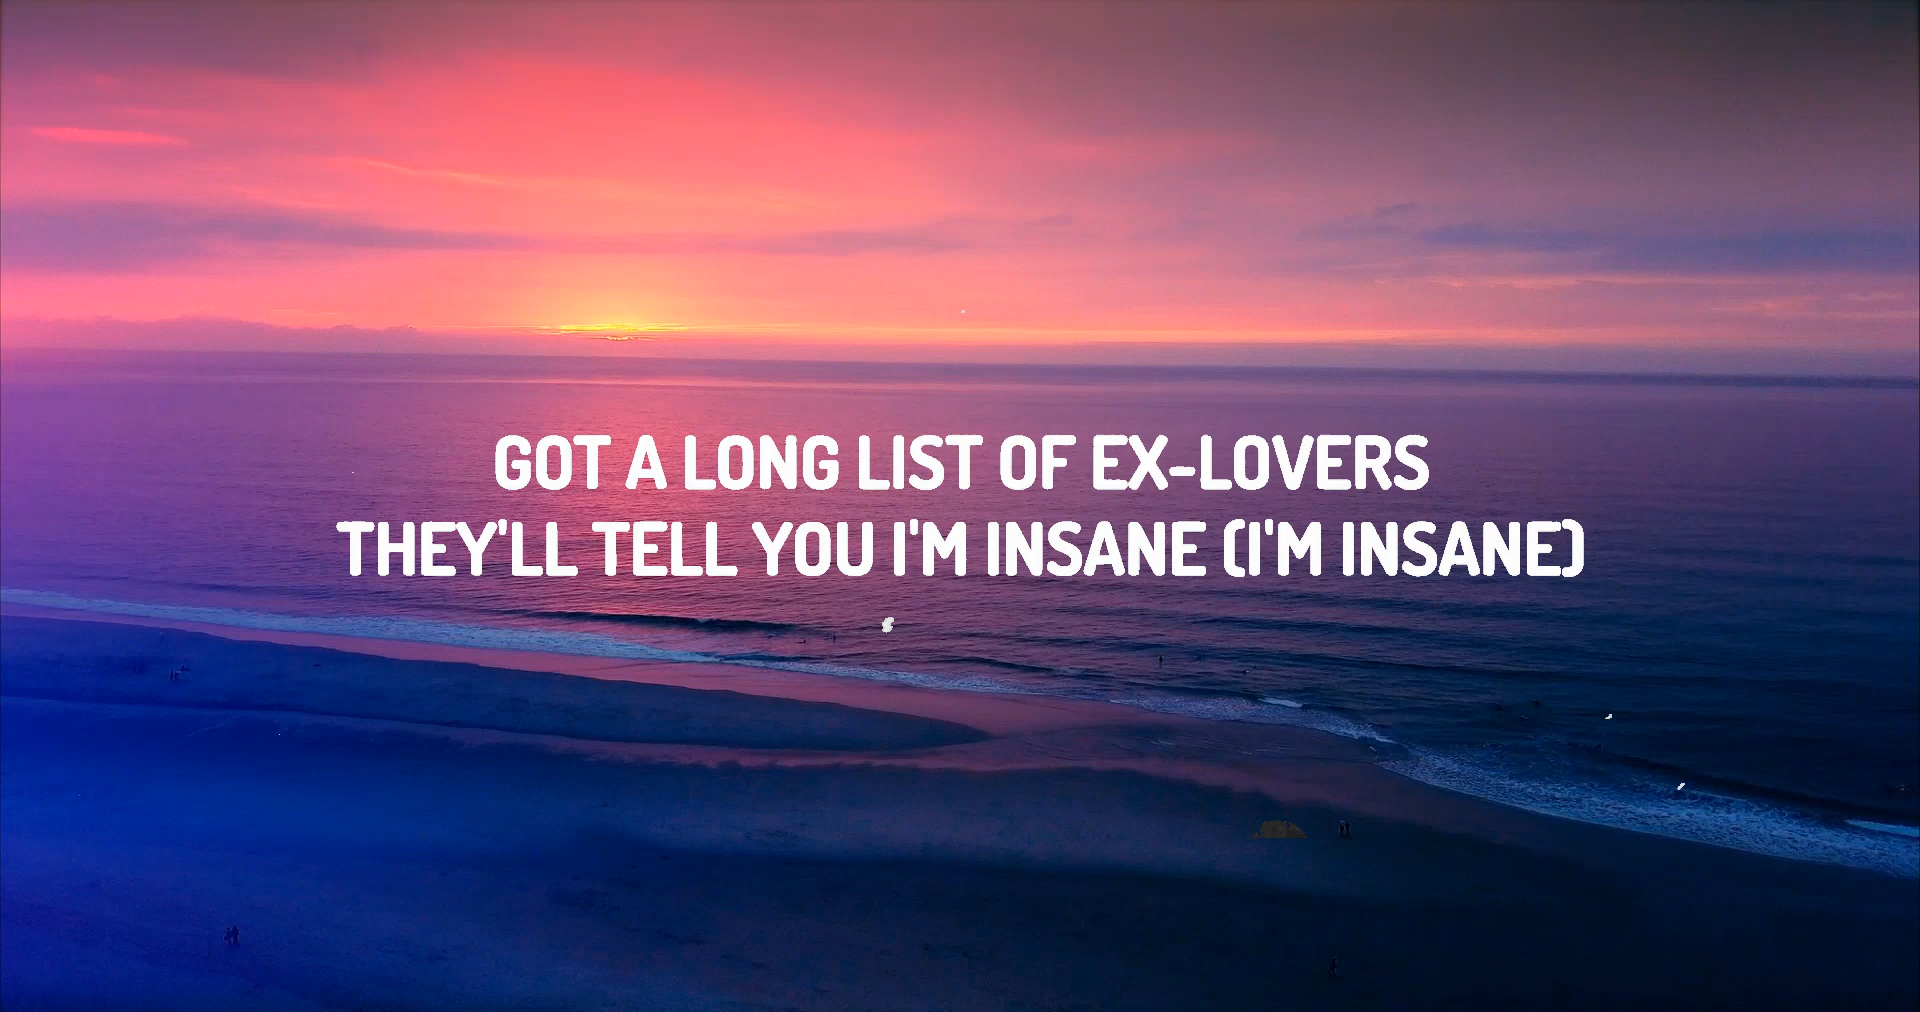 GOT A LONG LIST OF EX-LOVERS
THEY'LL TELL YOU I'M INSANE (I'M INSANE)